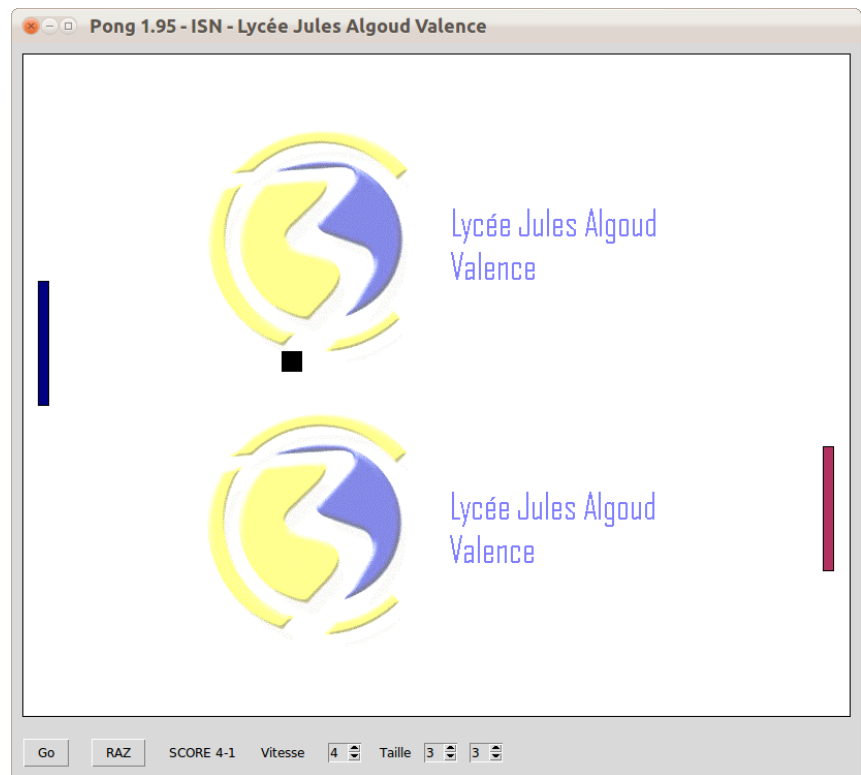 Pong 1.95 - ISN - Lycée Jules Algoud Valence
Lycée Jules Algoud
Valence
Lycée Jules Algoud
Valence
Go RAZ SCORE 4-1 Vitesse 4 Taille 3 3